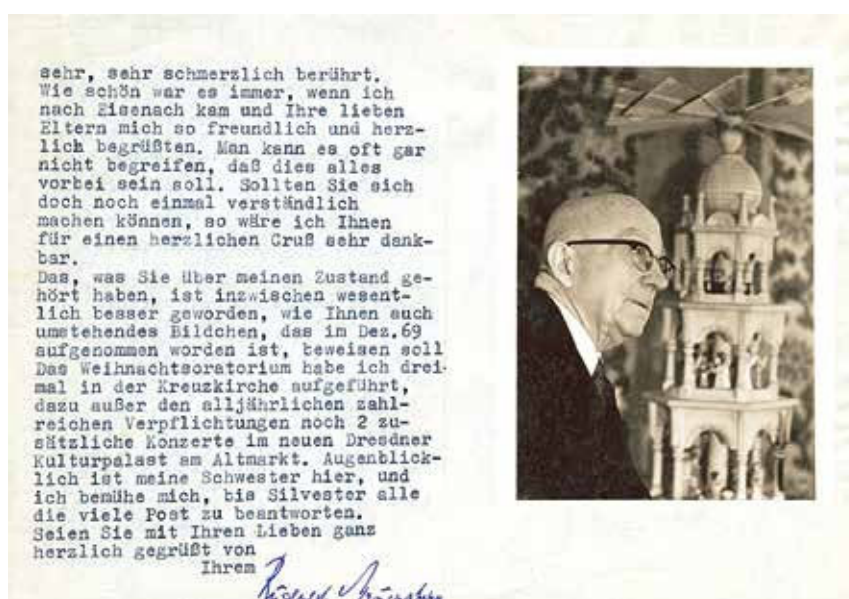 sehr, sehr schmerzlich berührt.
Wie schön war es immer, wenn ich
nach Eisenach kam und Ihre lieben
Eltern mich so freundlich und herz-
lich begrüßten. Man kann es oft gar
nicht begreifen, daß dies alles
vorbei sein soll. Sollten Sie sich
doch noch einmal verständlich
machen können, so wäre ich Ihnen
für einen herzlichen Gruß sehr dank-
bar.
Das, was Sie über meinen Zustand ge-
hört haben, ist inzwischen wesent-
lich besser geworden, wie Ihnen auch
umstehendes Bildchen, das im Dez.69
aufgenommen worden ist, beweisen soll
Das Weihnachtsoratorium habe ich drei-
mal in der Kreuzkirche aufgeführt,
dazu außer den alljährlichen zahl-
reichen Verpflichtungen noch 2 zu-
sätzliche Konzerte im neuen Dresdner
Kulturpalast am Altmarkt. Augenblick-
lich ist meine Schwester hier, und
ich bemühe mich, bis Silvester alle
die viele Post zu beantworten.
Seien Sie mit Ihren Lieben ganz
herzlich gegrüßt von
Ihrem
Rudolf